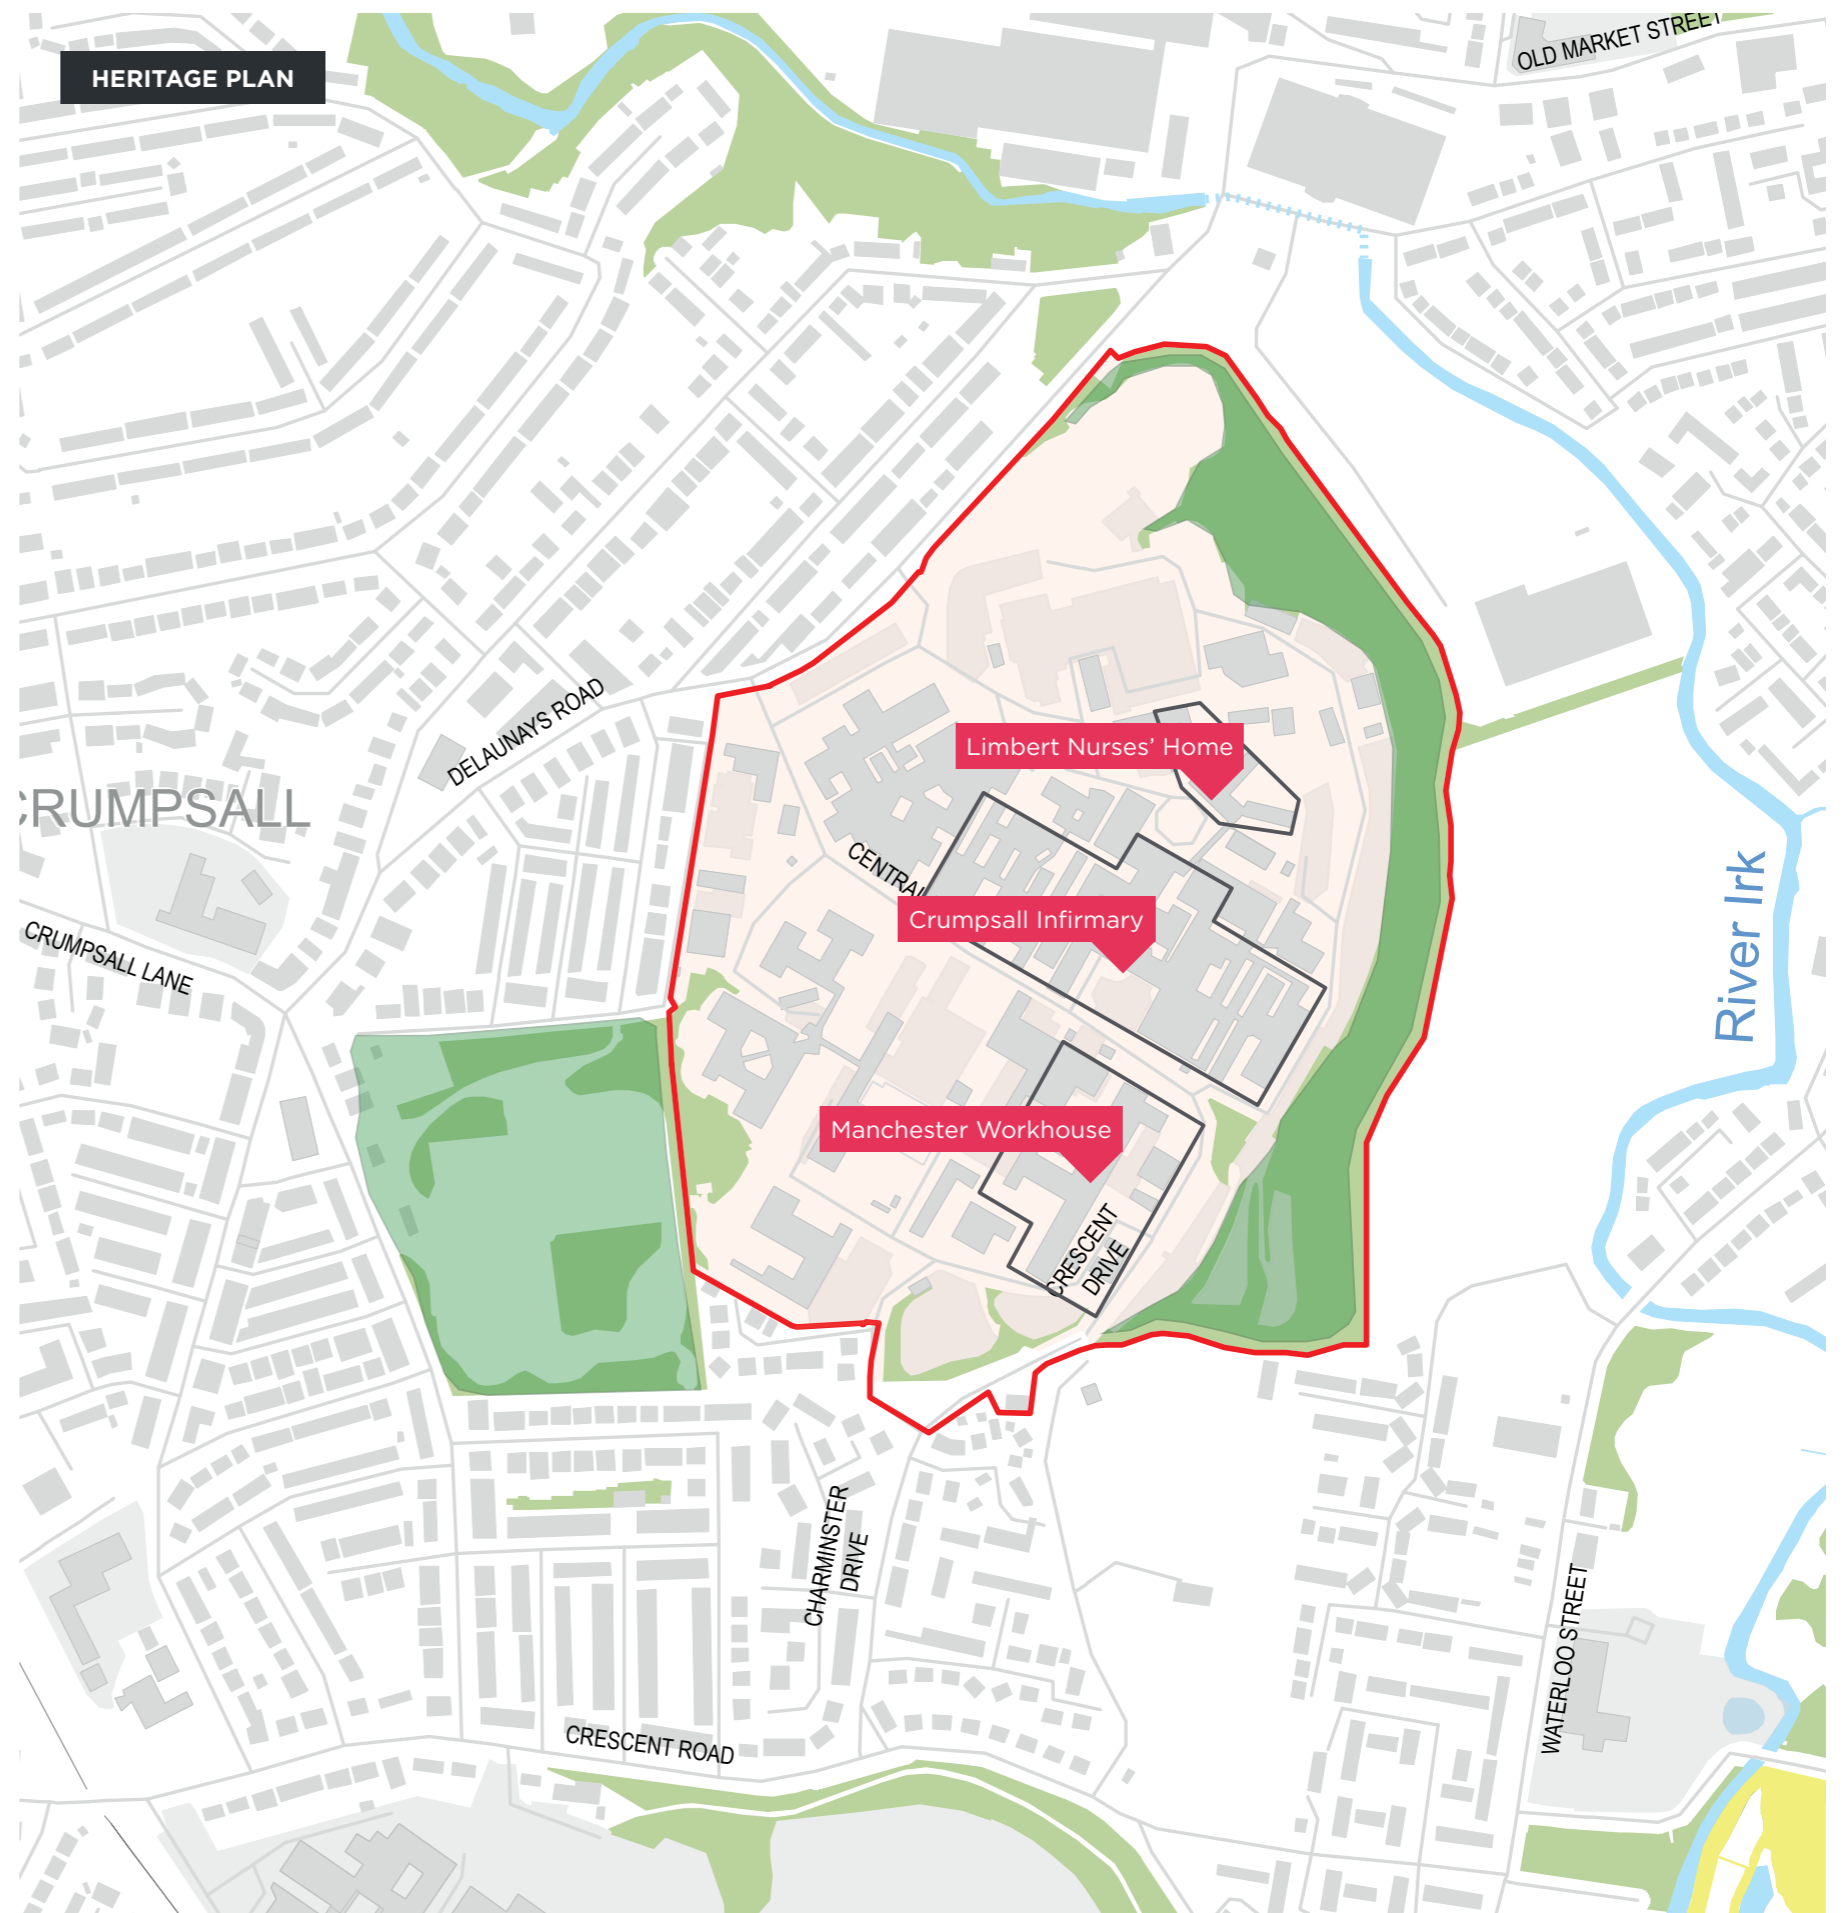 OLD MARKET STREET
HERITAGE PLAN
DELAUNAYS ROAD
Limbert Nurses' Home
CRUMPSALL
CENTRAL
River Irk
Crumpsall Infirmary
CRUMPSALL LANE
Manchester Workhouse
CRESCENT
DRIVE
CHARMINSTER
DRIVE
WATERLOO STREET
CRESCENT ROAD